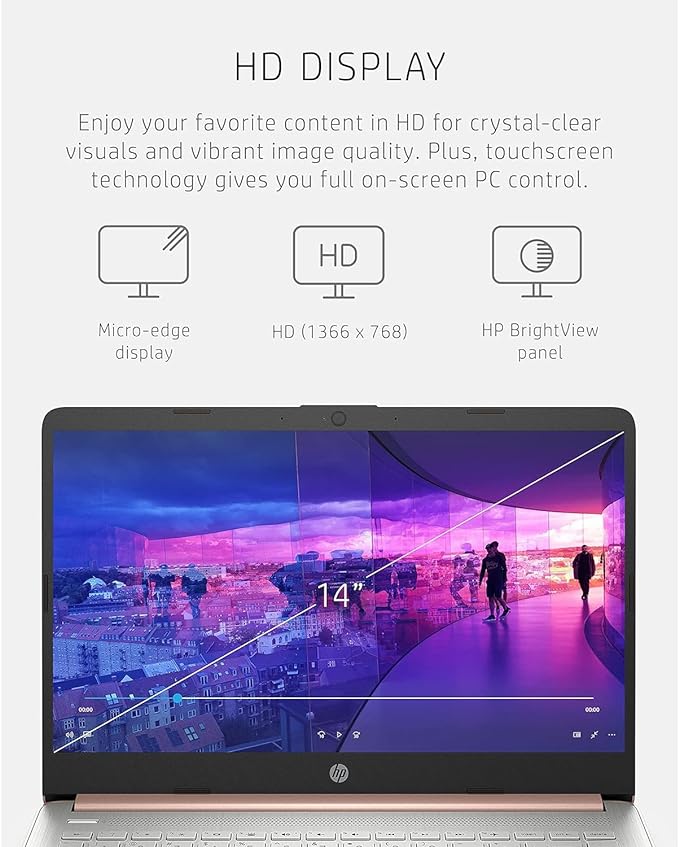 HD DISPLAY
Enjoy your favorite content in HD for crystal-clear
visuals and vibrant image quality. Plus, touchscreen
technology gives you full on-screen PC control.
HD
Micro-edge
display
HD (1366 x 768)
HP BrightView
panel
14”
00:00
00:00
hp